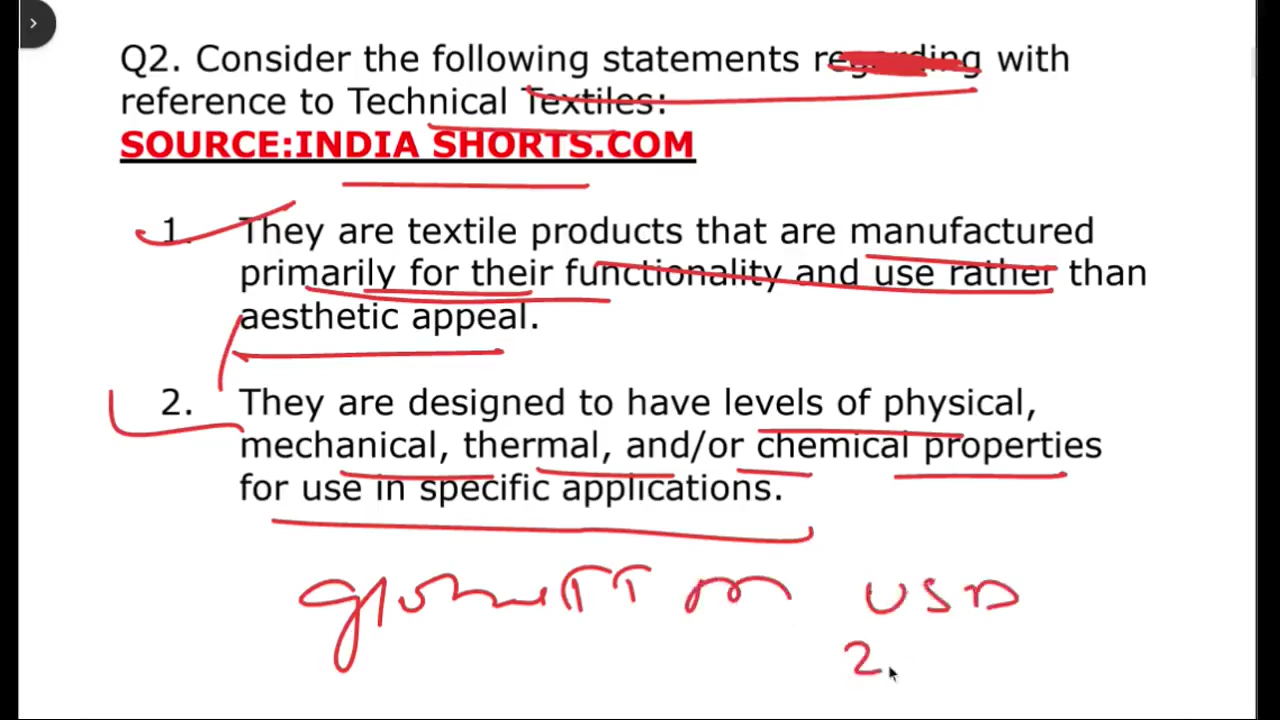 Q2. Consider the following statements regarding with
reference to Technical Textiles:
SOURCE:INDIA SHORTS.COM
1. They are textile products that are manufactured
primarily for their functionality and use rather than
aesthetic appeal.
2. They are designed to have levels of physical,
mechanical, thermal, and/or chemical properties
for use in specific applications.
TT USD
2.